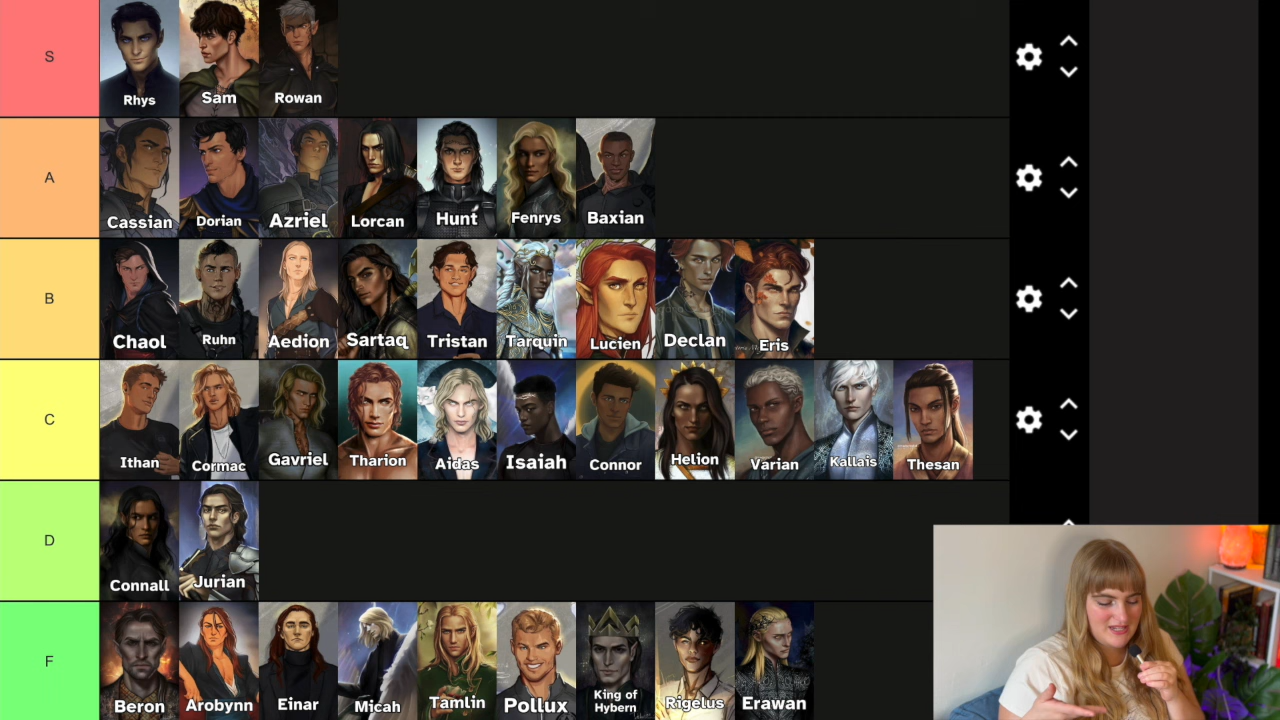 S
Rhys
Sam
Rowan
A
Cassian
Dorian
Azriel
Lorcan
Hunt
Fenrys
Baxian
B
Chaol
Ruhn
Aedion
Sartaq
Tristan
Tarquin
Lucien
Declan
Eris
C
Ithan
Cormac
Gavriel
Tharion
Aidas
Isaiah
Connor
Helion
Varian
Kallais
Thesan
D
Connall
Jurian
F
Beron
Arobynn
Einar
Micah
Tamlin
Pollux
King of
Hybern
Rigelus
Erawan